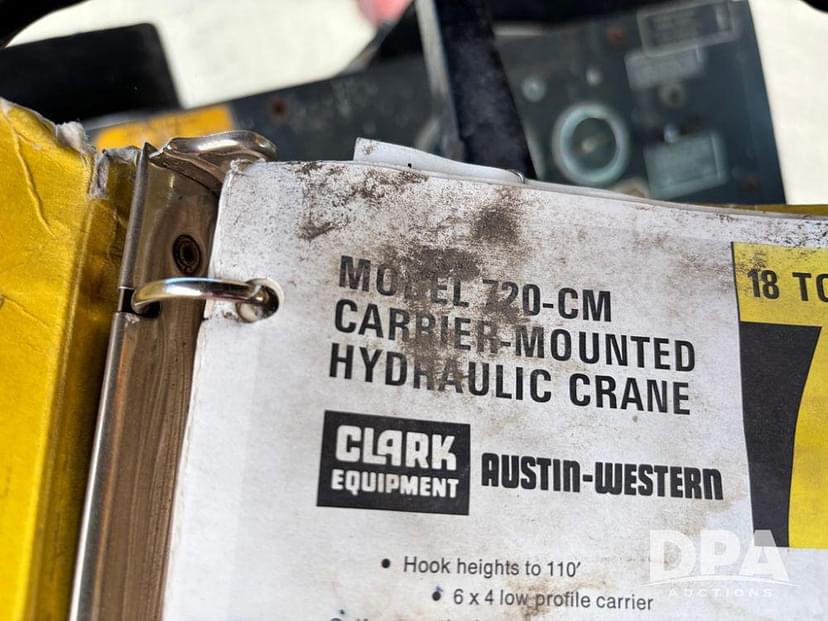 MODEL 720-CM
CARRIER-MOUNTED
HYDRAULIC CRANE
18 TO
CLARK
EQUIPMENT
AUSTIN-WESTERN
• Hook heights to 110′
• 6 x 4 low profile carrier
DPA
AUCTIONS